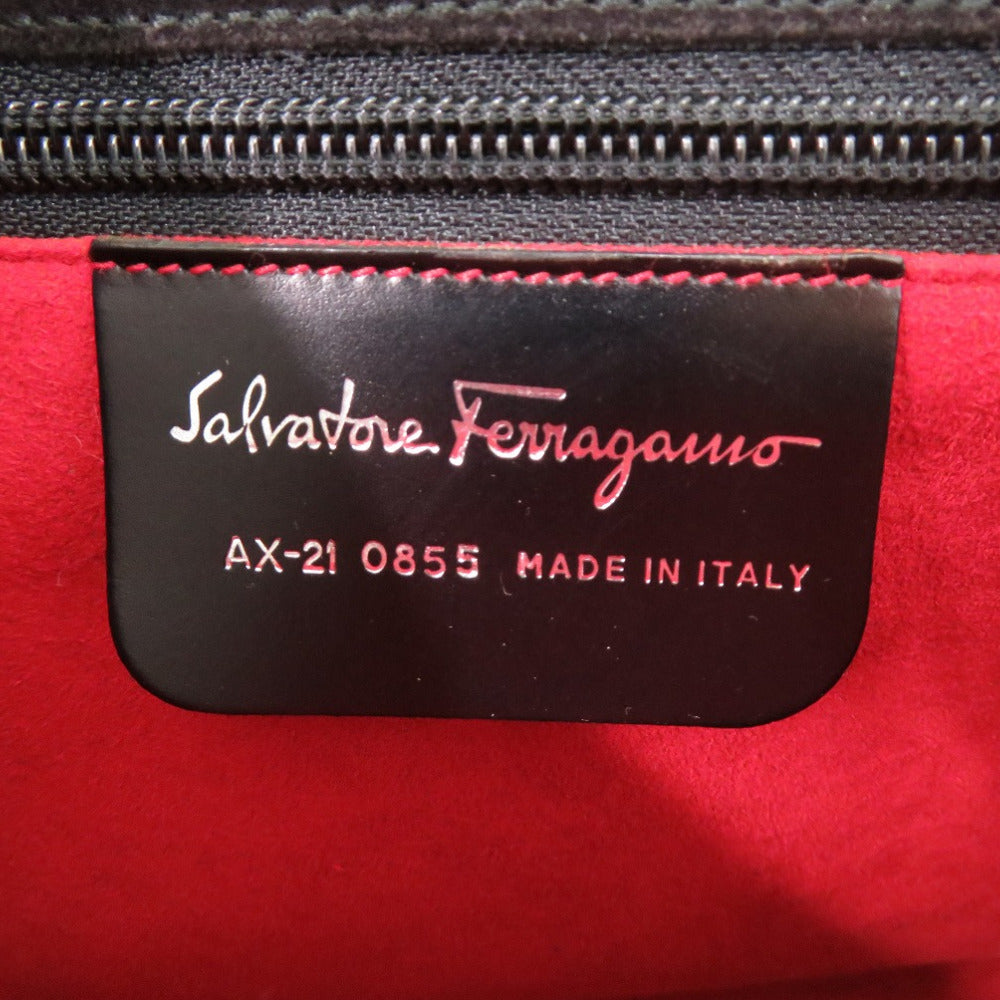 Salvatore Ferragamo
AX-21 0855 MADE IN ITALY